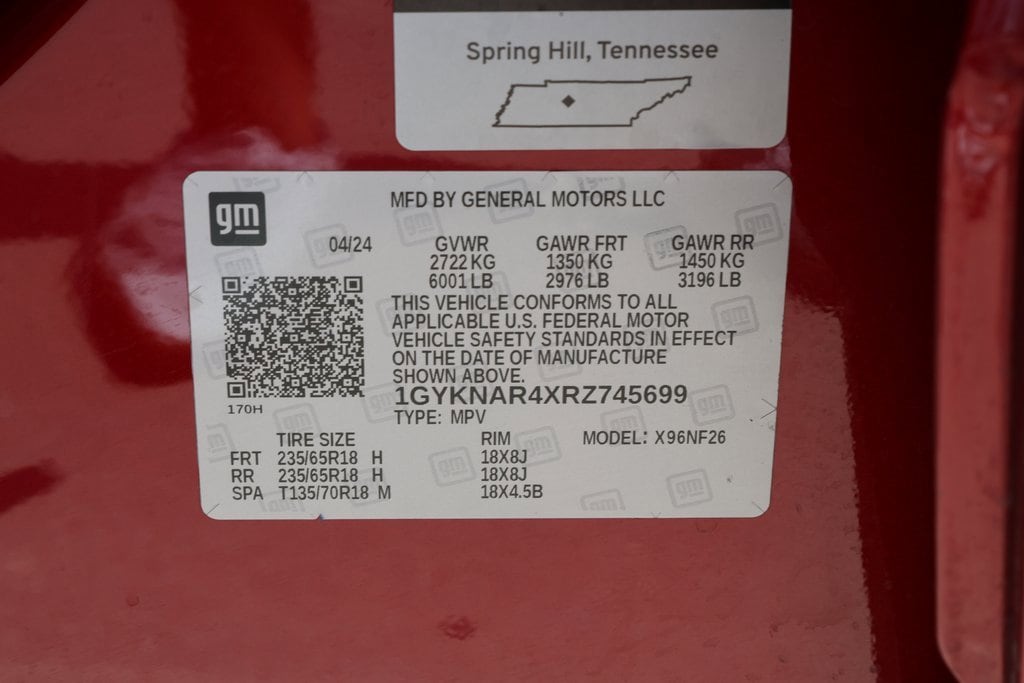 Spring Hill, Tennessee
gm
MFD BY GENERAL MOTORS LLC
04/24 GVWR GAWR FRT GAWR RR
2722 KG 1350 KG 1450 KG
6001 LB 2976 LB 3196 LB
THIS VEHICLE CONFORMS TO ALL
APPLICABLE U.S. FEDERAL MOTOR
VEHICLE SAFETY STANDARDS IN EFFECT
ON THE DATE OF MANUFACTURE
SHOWN ABOVE.
1GYKNAR4XRZ745699
170H
TYPE: MPV
TIRE SIZE RIM MODEL: X96NF26
FRT 235/65R18 H 18X8J
RR 235/65R18 H 18X8J
SPA T135/70R18 M 18X4.5B